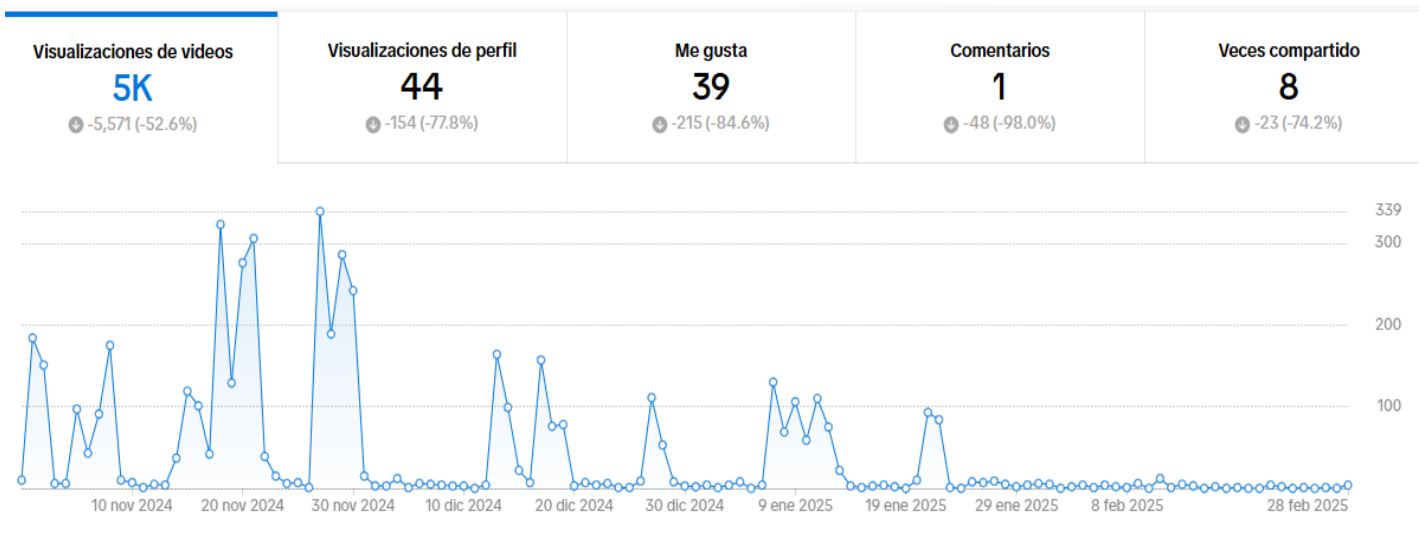 Visualizaciones de videos
5K
-5,571 (-52.6%)
Visualizaciones de perfil
44
-154 (-77.8%)
Me gusta
39
-215 (-84.6%)
Comentarios
1
-48 (-98.0%)
Veces compartido
8
-23 (-74.2%)
339
300
200
100
10 nov 2024 20 nov 2024 30 nov 2024 10 dic 2024 20 dic 2024 30 dic 2024 9 ene 2025 19 ene 2025 29 ene 2025 8 feb 2025 28 feb 2025